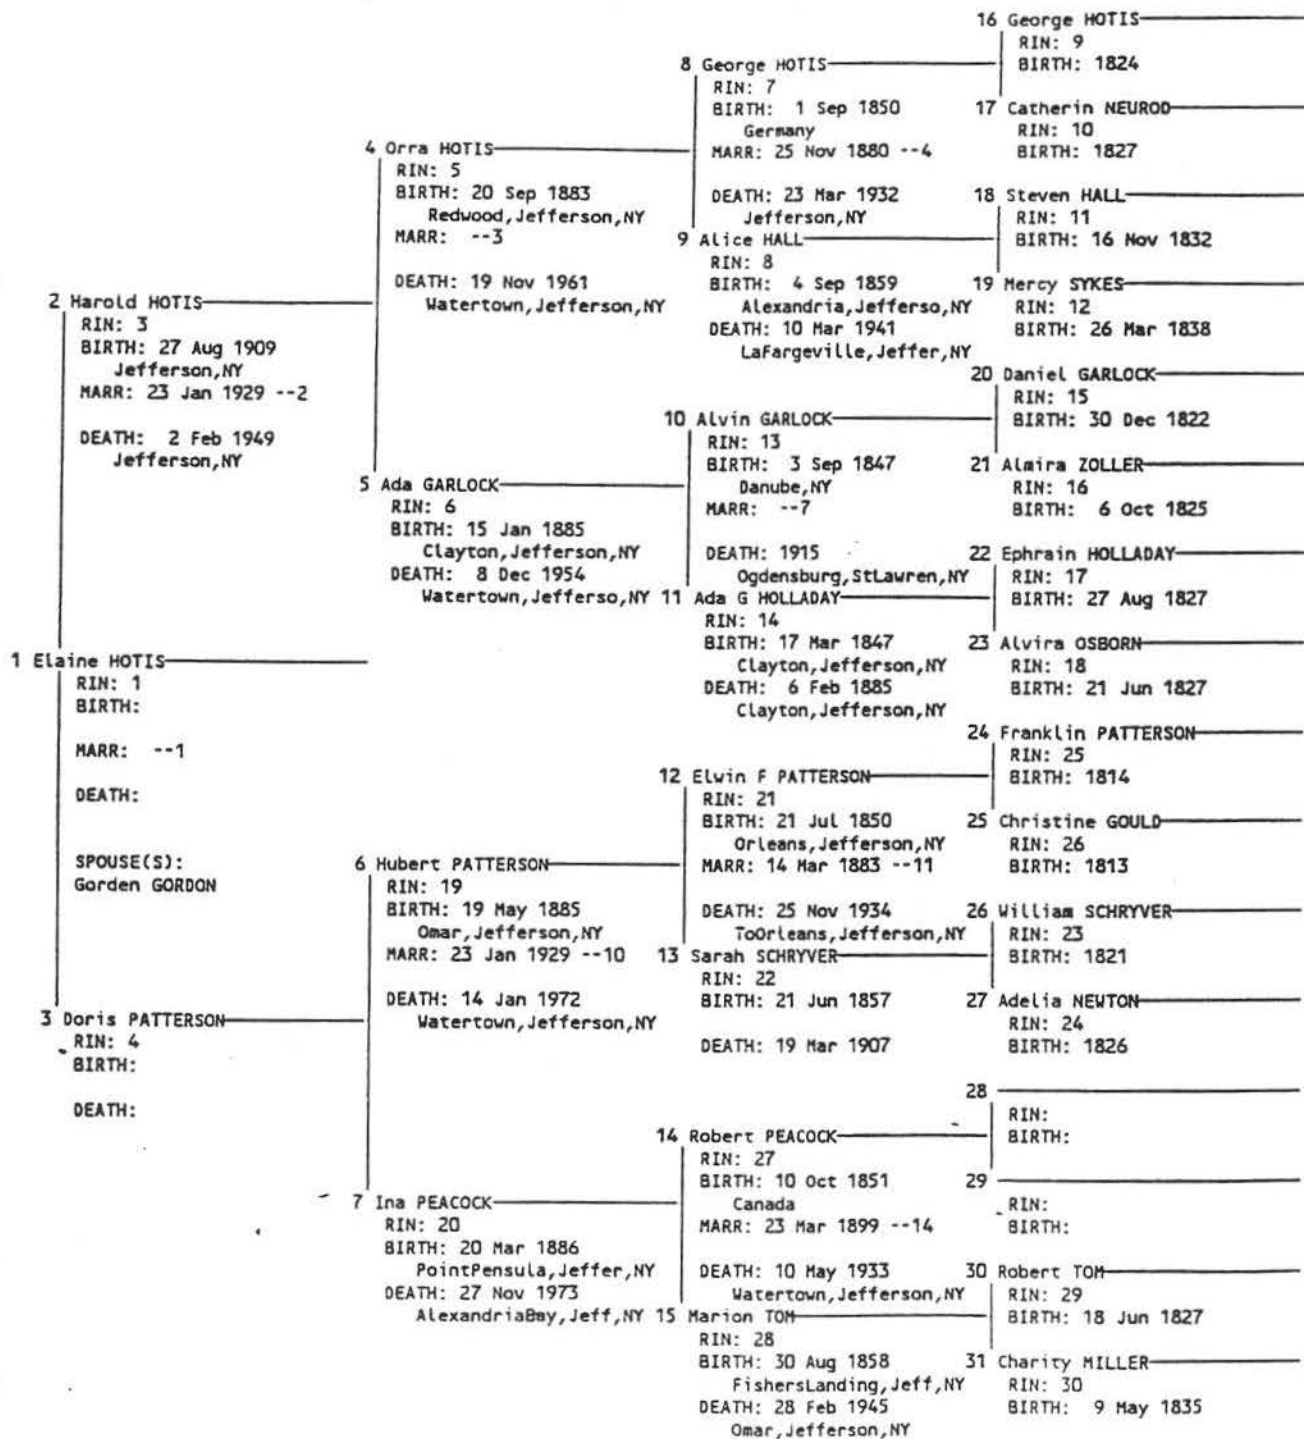 1 Elaine HOTIS
RIN: 1
BIRTH:
MARR: --1
DEATH:
SPOUSE(S):
Gorden GORDON
2 Harold HOTIS
RIN: 3
BIRTH: 27 Aug 1909
Jefferson,NY
MARR: 23 Jan 1929 --2
DEATH: 2 Feb 1949
Jefferson,NY
3 Doris PATTERSON
RIN: 4
BIRTH:
DEATH:
4 Orra HOTIS
RIN: 5
BIRTH: 20 Sep 1883
Redwood,Jefferson,NY
MARR: --3
DEATH: 19 Nov 1961
Watertown,Jefferson,NY
5 Ada GARLOCK
RIN: 6
BIRTH: 15 Jan 1885
Clayton,Jefferson,NY
DEATH: 8 Dec 1954
Watertown,Jefferso,NY
6 Hubert PATTERSON
RIN: 19
BIRTH: 19 May 1885
Omar,Jefferson,NY
MARR: 23 Jan 1929 --10
DEATH: 14 Jan 1972
Watertown,Jefferson,NY
7 Ina PEACOCK
RIN: 20
BIRTH: 20 Mar 1886
PointPensula,Jeffer,NY
DEATH: 27 Nov 1973
AlexandriaBay,Jeff,NY
8 George HOTIS
RIN: 7
BIRTH: 1 Sep 1850
Germany
MARR: 25 Nov 1880 --4
DEATH: 23 Mar 1932
Jefferson,NY
9 Alice HALL
RIN: 8
BIRTH: 4 Sep 1859
Alexandria,Jefferso,NY
DEATH: 10 Mar 1941
LaFargeville,Jeffer,NY
10 Alvin GARLOCK
RIN: 13
BIRTH: 3 Sep 1847
Danube,NY
MARR: --7
DEATH: 1915
Ogdensburg,StLawren,NY
11 Ada G HOLLADAY
RIN: 14
BIRTH: 17 Mar 1847
Clayton,Jefferson,NY
DEATH: 6 Feb 1885
Clayton,Jefferson,NY
12 Elwin F PATTERSON
RIN: 21
BIRTH: 21 Jul 1850
Orleans,Jefferson,NY
MARR: 14 Mar 1883 --11
DEATH: 25 Nov 1934
ToOrleans,Jefferson,NY
13 Sarah SCHRYVER
RIN: 22
BIRTH: 21 Jun 1857
DEATH: 19 Mar 1907
14 Robert PEACOCK
RIN: 27
BIRTH: 10 Oct 1851
Canada
MARR: 23 Mar 1899 --14
DEATH: 10 May 1933
Watertown,Jefferson,NY
15 Marion TOM
RIN: 28
BIRTH: 30 Aug 1858
FishersLanding,Jeff,NY
DEATH: 28 Feb 1945
Omar,Jefferson,NY
16 George HOTIS
RIN: 9
BIRTH: 1824
17 Catherin NEUROD
RIN: 10
BIRTH: 1827
18 Steven HALL
RIN: 11
BIRTH: 16 Nov 1832
19 Mercy SYKES
RIN: 12
BIRTH: 26 Mar 1838
20 Daniel GARLOCK
RIN: 15
BIRTH: 30 Dec 1822
21 Almira ZOLLER
RIN: 16
BIRTH: 6 Oct 1825
22 Ephrain HOLLADAY
RIN: 17
BIRTH: 27 Aug 1827
23 Alvira OSBORN
RIN: 18
BIRTH: 21 Jun 1827
24 Franklin PATTERSON
RIN: 25
BIRTH: 1814
25 Christine GOULD
RIN: 26
BIRTH: 1813
26 William SCHRYVER
RIN: 23
BIRTH: 1821
27 Adelia NEWTON
RIN: 24
BIRTH: 1826
28
RIN:
BIRTH:
29
RIN:
BIRTH:
30 Robert TOM
RIN: 29
BIRTH: 18 Jun 1827
31 Charity MILLER
RIN: 30
BIRTH: 9 May 1835